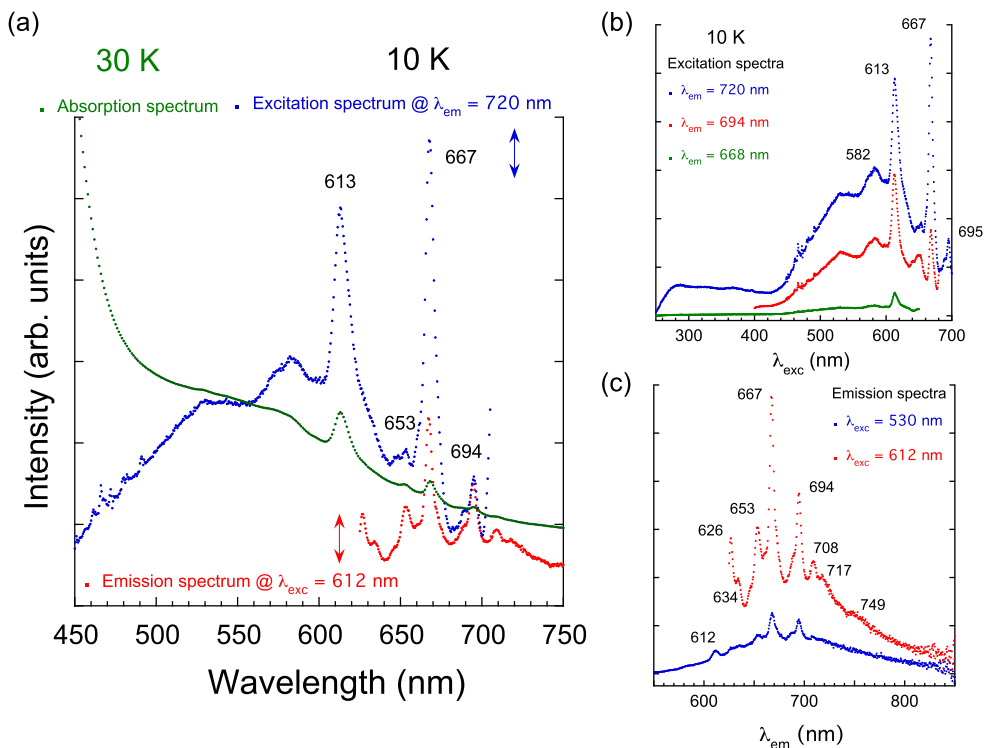 (a)
30 K
10 K
Absorption spectrum
Excitation spectrum @ λem = 720 nm
613
667
653
694
Emission spectrum @ λexc = 612 nm
Intensity (arb. units)
450 500 550 600 650 700 750
Wavelength (nm)
(b)
10 K
Excitation spectra
λem = 720 nm
λem = 694 nm
λem = 668 nm
667
613
582
695
300 400 500 600 700
λexc (nm)
(c)
Emission spectra
λexc = 530 nm
λexc = 612 nm
667
694
653
626
708
717
634
749
612
600 700 800
λem (nm)